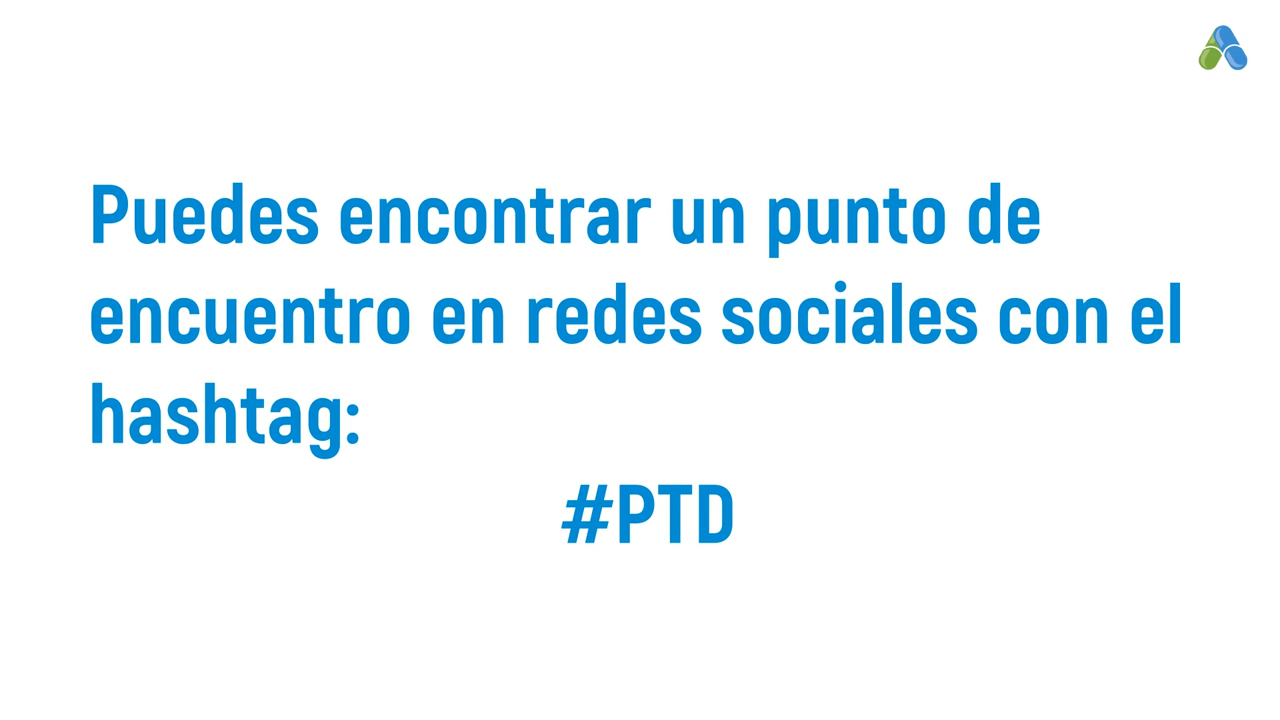 Puedes encontrar un punto de
encuentro en redes sociales con el
hashtag:
#PTD